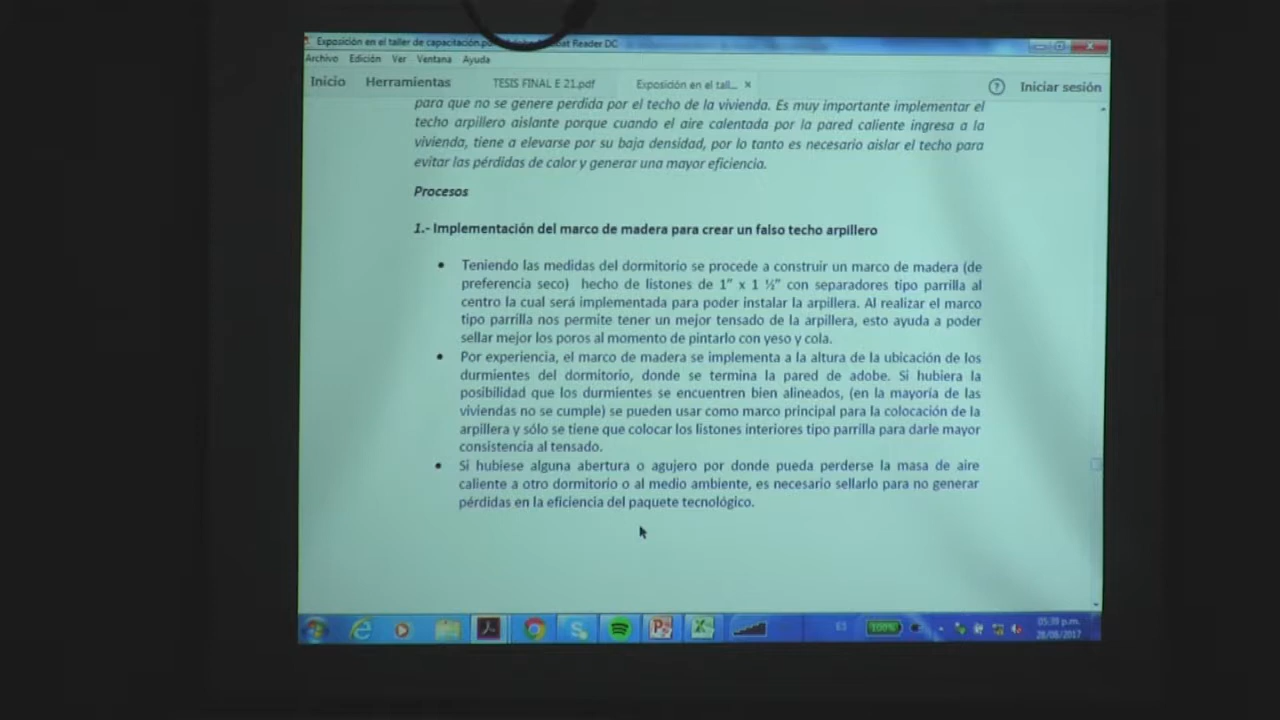 Exposición en el taller de capacitación.pdf - Adobe Acrobat Reader DC
Archivo Edición Ver Ventana Ayuda
Inicio Herramientas TESIS FINAL E 21.pdf Exposición en el tall... × ? Iniciar sesión
para que no se genere perdida por el techo de la vivienda. Es muy importante implementar el
techo arpillero aislante porque cuando el aire calentada por la pared caliente ingresa a la
vivienda, tiene a elevarse por su baja densidad, por lo tanto es necesario aislar el techo para
evitar las pérdidas de calor y generar una mayor eficiencia.
Procesos
1.- Implementación del marco de madera para crear un falso techo arpillero
• Teniendo las medidas del dormitorio se procede a construir un marco de madera (de
preferencia seco) hecho de listones de 1” x 1 ½” con separadores tipo parrilla al
centro la cual será implementada para poder instalar la arpillera. Al realizar el marco
tipo parrilla nos permite tener un mejor tensado de la arpillera, esto ayuda a poder
sellar mejor los poros al momento de pintarlo con yeso y cola.
• Por experiencia, el marco de madera se implementa a la altura de la ubicación de los
durmientes del dormitorio, donde se termina la pared de adobe. Si hubiera la
posibilidad que los durmientes se encuentren bien alineados, (en la mayoría de las
viviendas no se cumple) se pueden usar como marco principal para la colocación de la
arpillera y sólo se tiene que colocar los listones interiores tipo parrilla para darle mayor
consistencia al tensado.
• Si hubiese alguna abertura o agujero por donde pueda perderse la masa de aire
caliente a otro dormitorio o al medio ambiente, es necesario sellarlo para no generar
pérdidas en la eficiencia del paquete tecnológico.
ES 100% 05:39 p.m.
28/08/2017